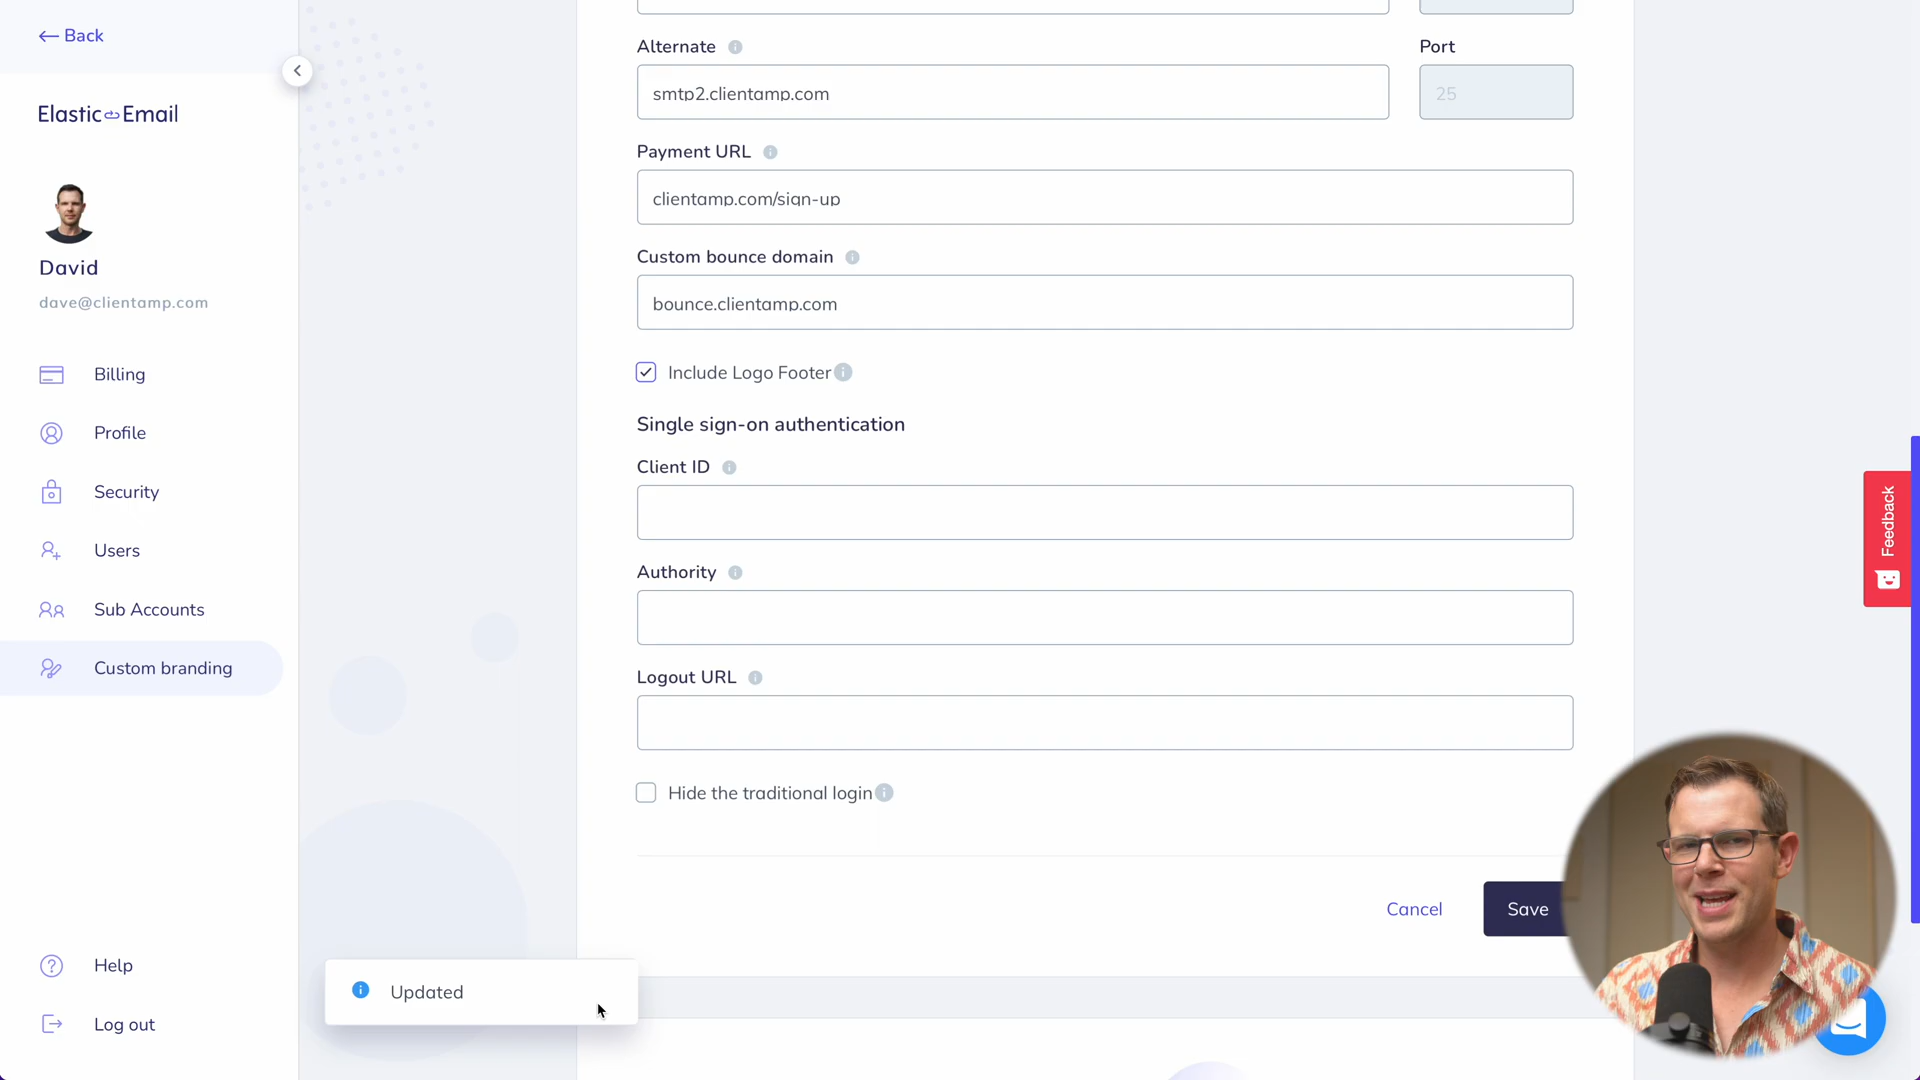 Back
Elastic Email
David
dave@clientamp.com
Billing
Profile
Security
Users
Sub Accounts
Custom branding
Help
Log out
Alternate
Port
smtp2.clientamp.com
25
Payment URL
clientamp.com/sign-up
Custom bounce domain
bounce.clientamp.com
Include Logo Footer
Single sign-on authentication
Client ID
Authority
Logout URL
Hide the traditional login
Cancel
Save
Updated
Feedback